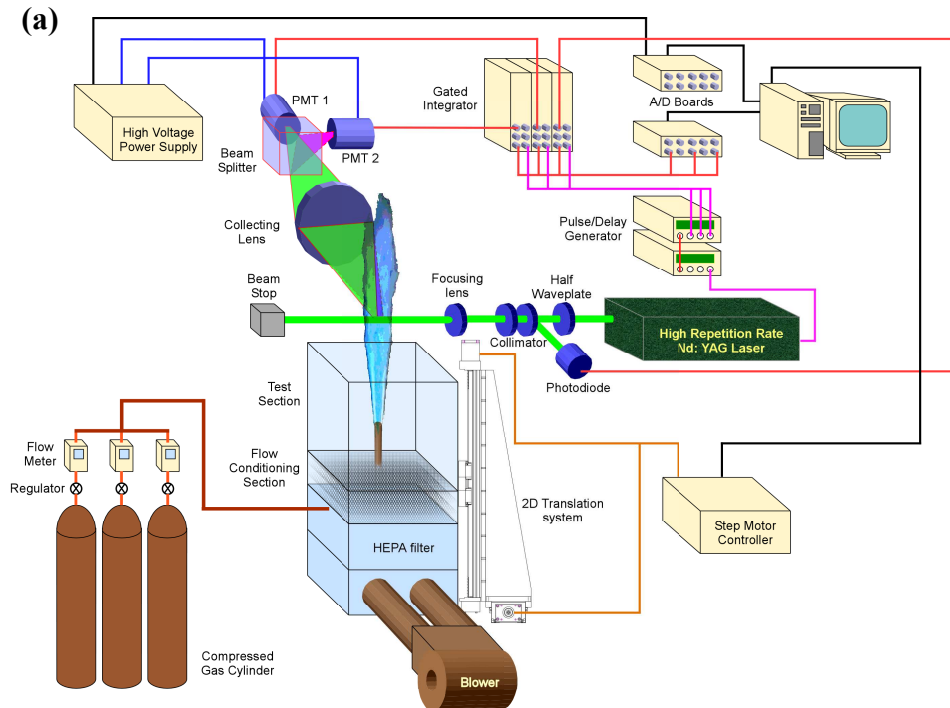 (a)
PMT 1
Gated
Integrator
A/D Boards
High Voltage
Power Supply
Beam
Splitter
PMT 2
Collecting
Lens
Pulse/Delay
Generator
Beam
Stop
Focusing
lens
Half
Waveplate
Collimator
High Repetition Rate
Nd: YAG Laser
Photodiode
Test
Section
Flow
Meter
Flow
Conditioning
Section
Regulator
2D Translation
system
Step Motor
Controller
HEPA filter
Compressed
Gas Cylinder
Blower